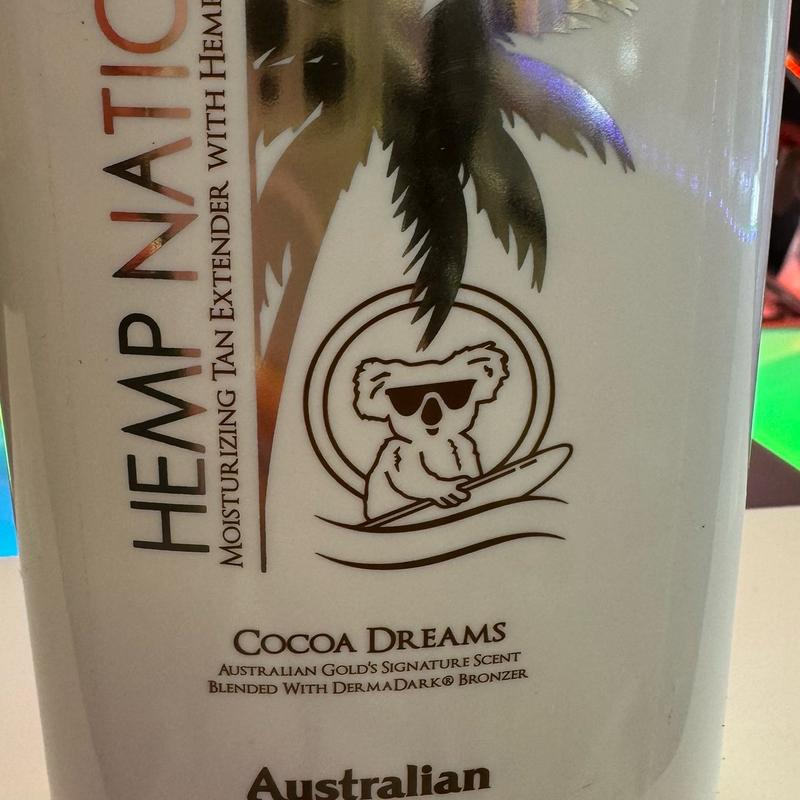 HEMP NATIO
MOISTURIZING TAN EXTENDER WITH HEMP
COCOA DREAMS
AUSTRALIAN GOLD'S SIGNATURE SCENT
BLENDED WITH DERMADARK® BRONZER
Australian